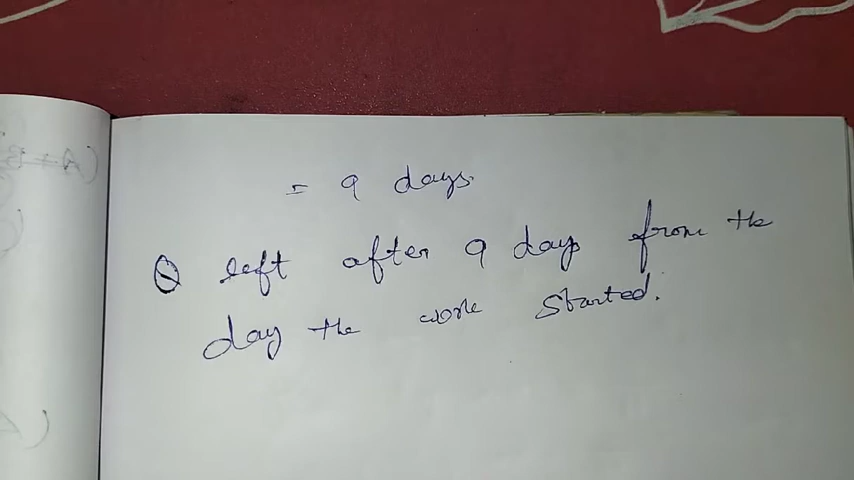 = 9 days.
Q left after 9 days from the
day the work started.